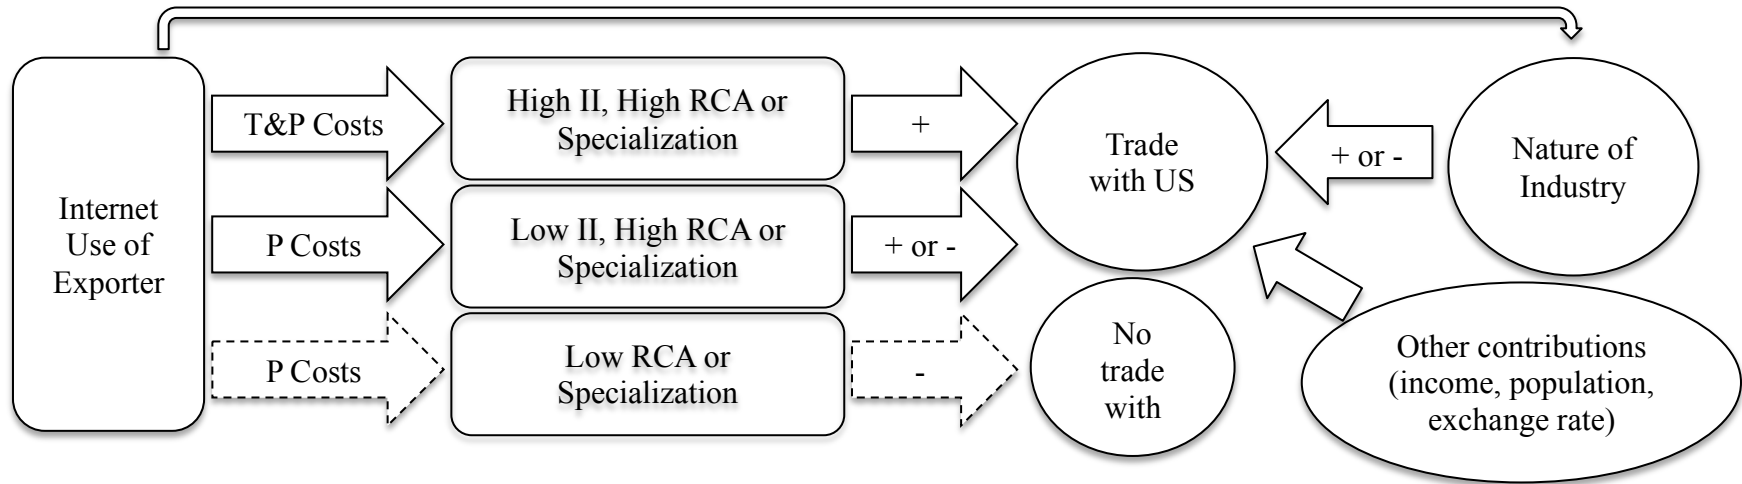 Internet
Use of
Exporter
T&P Costs
High II, High RCA or
Specialization
+
P Costs
Low II, High RCA or
Specialization
+ or -
P Costs
Low RCA or
Specialization
-
Trade
with US
No
trade
with
+ or -
Nature of
Industry
Other contributions
(income, population,
exchange rate)